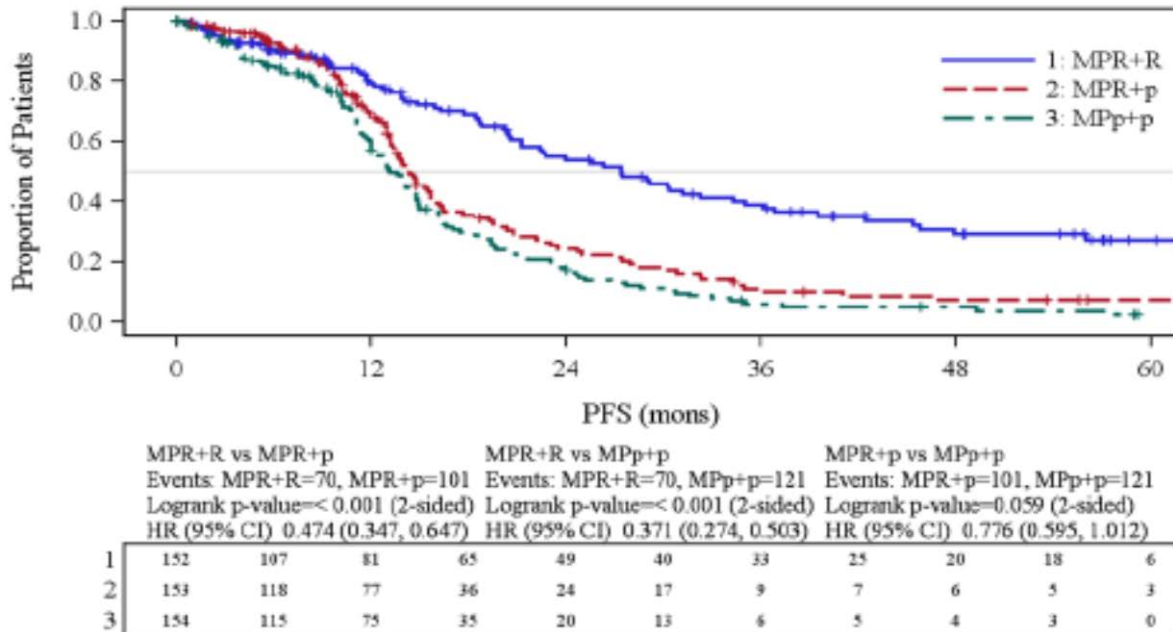 1.0
0.8
0.6
0.4
0.2
0.0
Proportion of Patients
1: MPR+R
2: MPR+p
3: MPp+p
0 12 24 36 48 60
PFS (mons)
MPR+R vs MPR+p
Events: MPR+R=70, MPR+p=101
Logrank p-value=< 0.001 (2-sided)
HR (95% CI) 0.474 (0.347, 0.647)
MPR+R vs MPp+p
Events: MPR+R=70, MPp+p=121
Logrank p-value=< 0.001 (2-sided)
HR (95% CI) 0.371 (0.274, 0.503)
MPR+p vs MPp+p
Events: MPR+p=101, MPp+p=121
Logrank p-value=0.059 (2-sided)
HR (95% CI) 0.776 (0.595, 1.012)
1 152 107 81 65 49 40 33 25 20 18 6
2 153 118 77 36 24 17 9 7 6 5 3
3 154 115 75 35 20 13 6 5 4 3 0